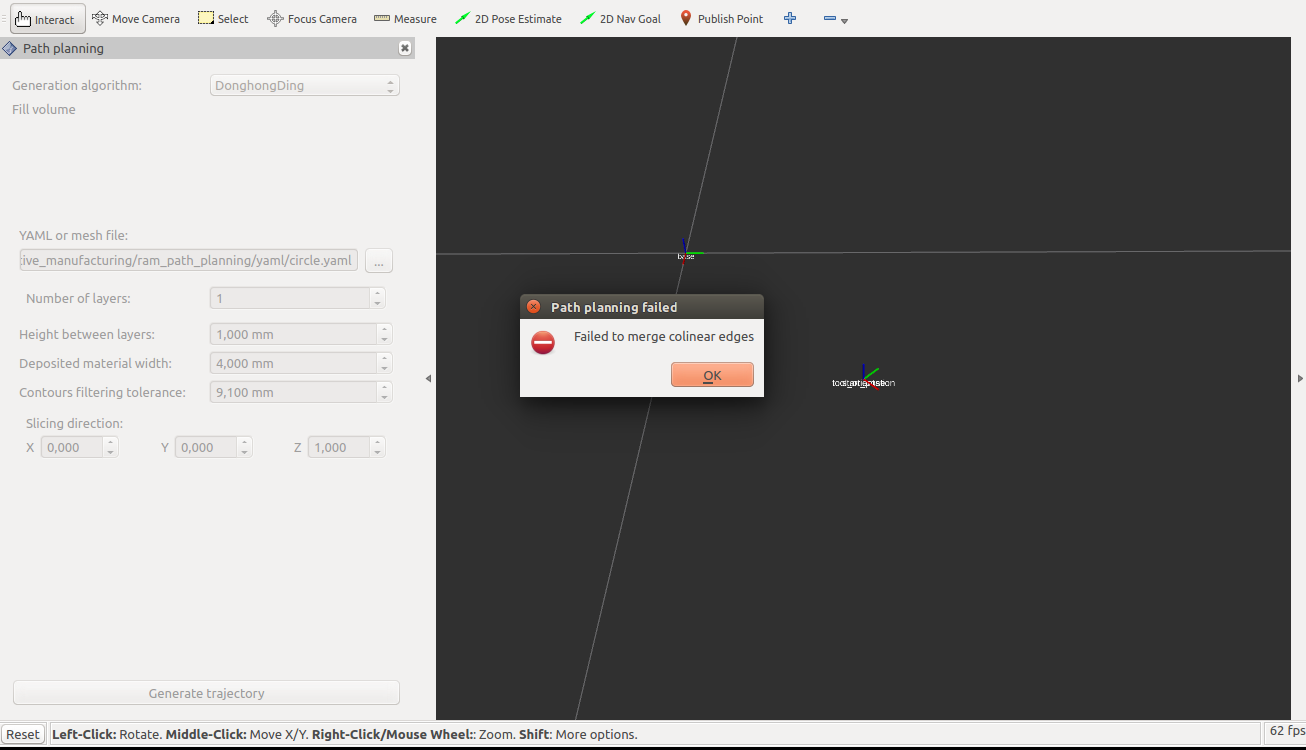 Interact Move Camera Select Focus Camera Measure 2D Pose Estimate 2D Nav Goal Publish Point
Path planning
Generation algorithm: DonghongDing
Fill volume
YAML or mesh file:
ive_manufacturing/ram_path_planning/yaml/circle.yaml ...
Number of layers: 1
Height between layers: 1,000 mm
Deposited material width: 4,000 mm
Contours filtering tolerance: 9,100 mm
Slicing direction:
X 0,000 Y 0,000 Z 1,000
Generate trajectory
base
Path planning failed
Failed to merge colinear edges
OK
Reset Left-Click: Rotate. Middle-Click: Move X/Y. Right-Click/Mouse Wheel:: Zoom. Shift: More options. 62 fps